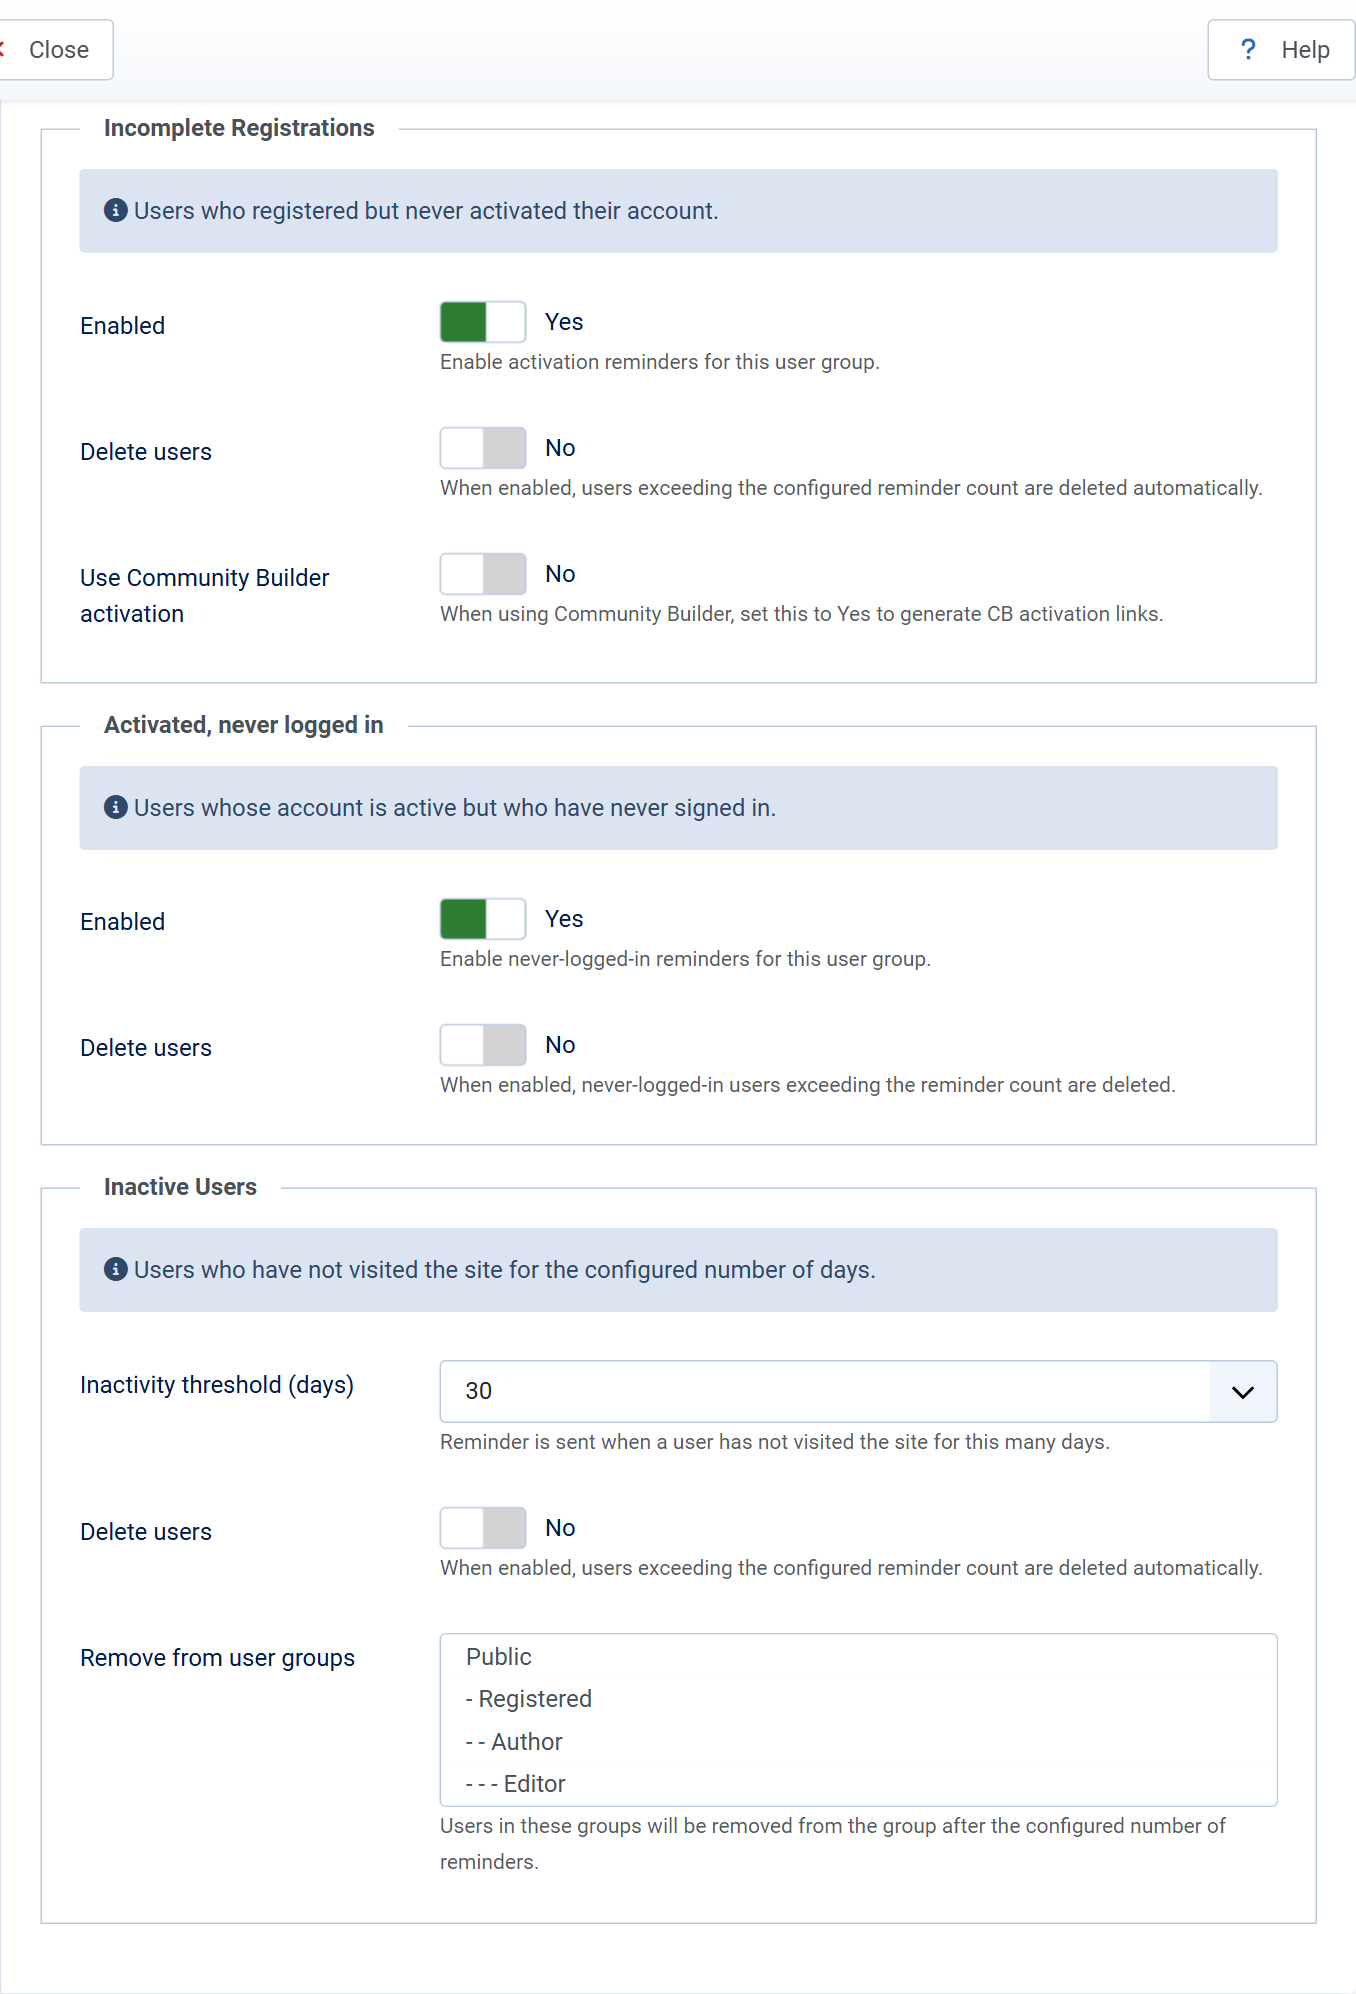 Close
? Help
Incomplete Registrations
Users who registered but never activated their account.
Enabled
Yes
Enable activation reminders for this user group.
Delete users
No
When enabled, users exceeding the configured reminder count are deleted automatically.
Use Community Builder
activation
No
When using Community Builder, set this to Yes to generate CB activation links.
Activated, never logged in
Users whose account is active but who have never signed in.
Enabled
Yes
Enable never-logged-in reminders for this user group.
Delete users
No
When enabled, never-logged-in users exceeding the reminder count are deleted.
Inactive Users
Users who have not visited the site for the configured number of days.
Inactivity threshold (days)
30
Reminder is sent when a user has not visited the site for this many days.
Delete users
No
When enabled, users exceeding the configured reminder count are deleted automatically.
Remove from user groups
Public
- Registered
- - Author
- - - Editor
Users in these groups will be removed from the group after the configured number of
reminders.